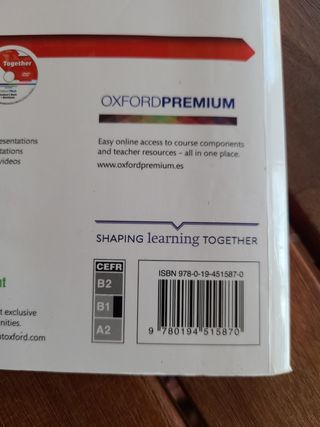 Together
OXFORDPREMIUM
Easy online access to course components
and teacher resources – all in one place.
www.oxfordpremium.es
esentations
tations
videos
SHAPING learning TOGETHER
CEFR
B2
B1
A2
ISBN 978-0-19-451587-0
9 780194 515870
nt
t exclusive
nities.
ptoxford.com